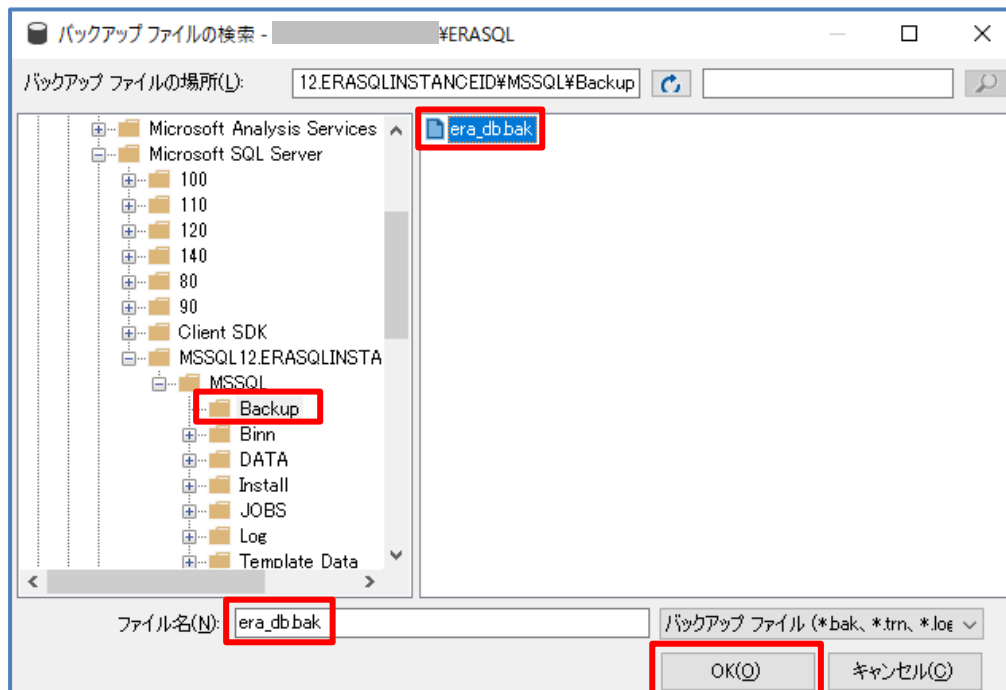 バックアップ ファイルの検索 - ¥ERASQL
バックアップ ファイルの場所(L): 12.ERASQLINSTANCEID¥MSSQL¥Backup
Microsoft Analysis Services
era_db.bak
Microsoft SQL Server
100
110
120
140
80
90
Client SDK
MSSQL12.ERASQLINSTA
MSSQL
Backup
Binn
DATA
Install
JOBS
Log
Template Data
ファイル名(N): era_db.bak バックアップ ファイル (*.bak、*.trn、*.log
OK(O) キャンセル(C)